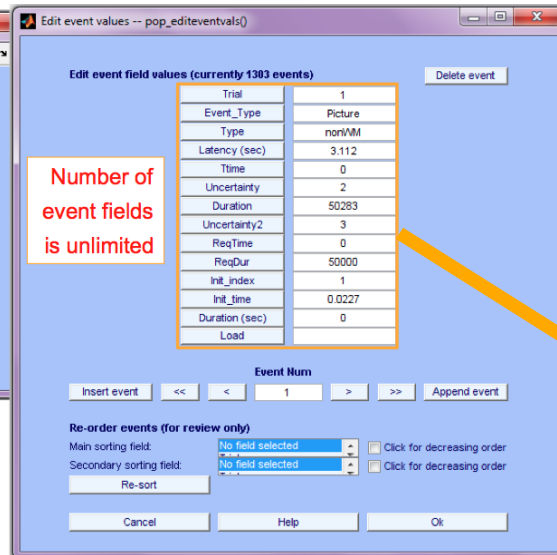 Edit event values -- pop_editeventvals()
Edit event field values (currently 1303 events)
Delete event
Trial 1
Event_Type Picture
Type nonWM
Latency (sec) 3.112
Ttime 0
Uncertainty 2
Duration 50283
Uncertainty2 3
ReqTime 0
ReqDur 50000
Init_index 1
Init_time 0.0227
Duration (sec) 0
Load
Number of
event fields
is unlimited
Event Num
Insert event << < 1 > >> Append event
Re-order events (for review only)
Main sorting field: No field selected Click for decreasing order
Secondary sorting field: No field selected Click for decreasing order
Re-sort
Cancel Help Ok